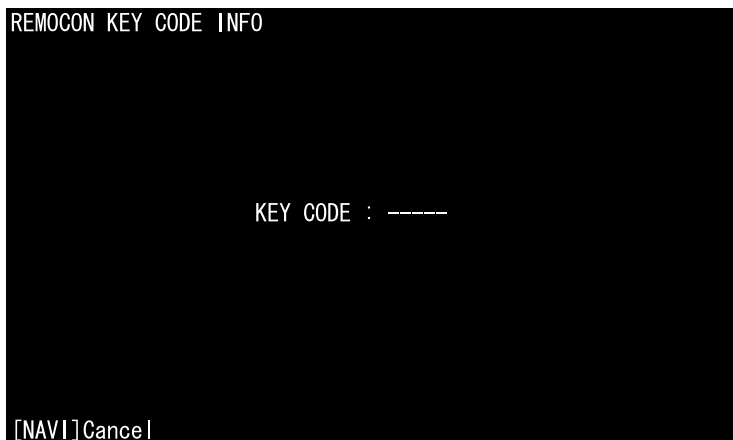 REMOCON KEY CODE INFO
KEY CODE : -----
[NAVI]Cancel